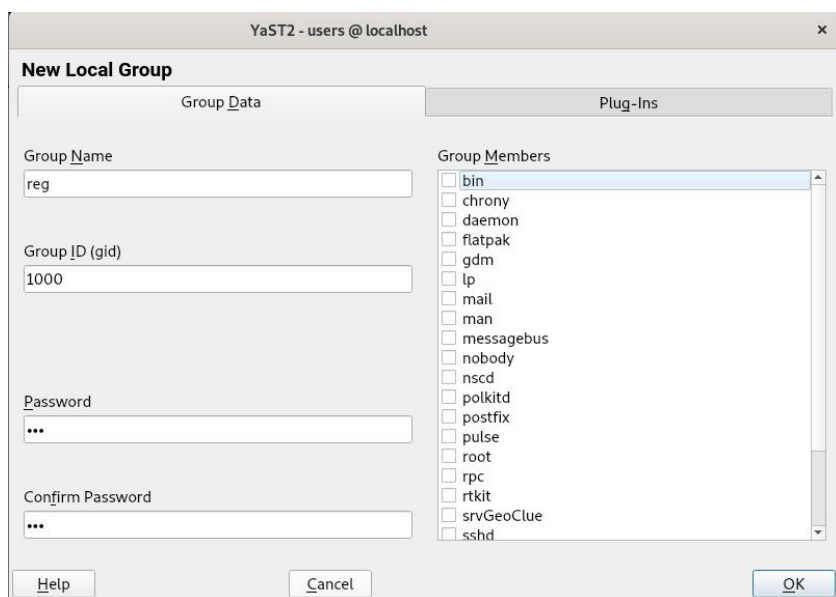 YaST2 - users @ localhost
×
New Local Group
Group Data
Plug-Ins
Group Name
reg
Group ID (gid)
1000
Password
•••
Confirm Password
•••
Group Members
bin
chrony
daemon
flatpak
gdm
lp
mail
man
messagebus
nobody
nscd
polkitd
postfix
pulse
root
rpc
rtkit
srvGeoClue
sshd
Help
Cancel
OK